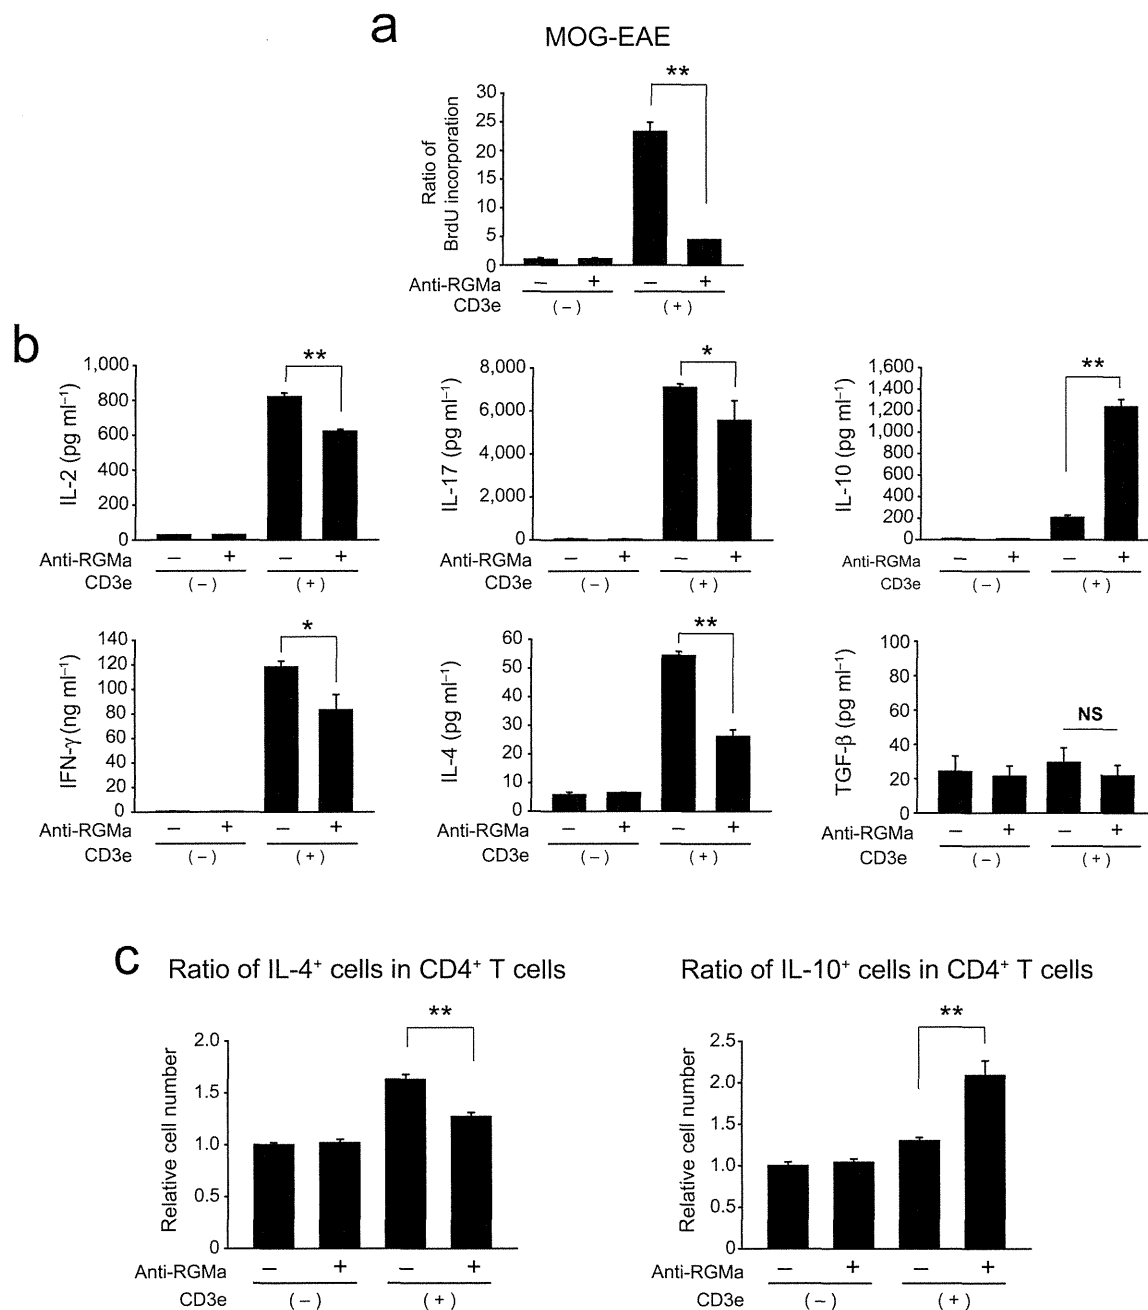 a
MOG-EAE
**
Ratio of
BrdU incorporation
30
25
20
15
10
5
0
Anti-RGMa – + – +
CD3e (–) (+)
b
**
IL-2 (pg ml⁻¹)
1,000
800
600
400
200
0
Anti-RGMa – + – +
CD3e (–) (+)
*
IL-17 (pg ml⁻¹)
8,000
6,000
4,000
2,000
0
Anti-RGMa – + – +
CD3e (–) (+)
**
IL-10 (pg ml⁻¹)
1,600
1,400
1,200
1,000
800
600
400
200
0
Anti-RGMa – + – +
CD3e (–) (+)
*
IFN-γ (ng ml⁻¹)
140
120
100
80
60
40
20
0
Anti-RGMa – + – +
CD3e (–) (+)
**
IL-4 (pg ml⁻¹)
60
50
40
30
20
10
0
Anti-RGMa – + – +
CD3e (–) (+)
NS
TGF-β (pg ml⁻¹)
100
80
60
40
20
0
Anti-RGMa – + – +
CD3e (–) (+)
c
Ratio of IL-4⁺ cells in CD4⁺ T cells
**
Relative cell number
2.0
1.5
1.0
0.5
0
Anti-RGMa – + – +
CD3e (–) (+)
Ratio of IL-10⁺ cells in CD4⁺ T cells
**
Relative cell number
2.5
2.0
1.5
1.0
0.5
0
Anti-RGMa – + – +
CD3e (–) (+)